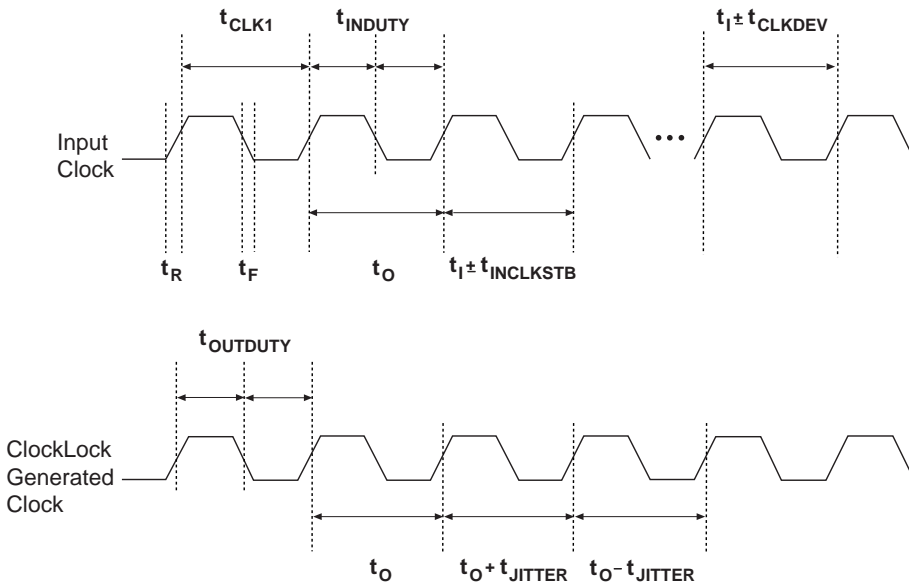 tCLK1 tINDUTY tI ± tCLKDEV
Input
Clock
tR tF tO tI ± tINCLKSTB
tOUTDUTY
ClockLock
Generated
Clock
tO tO + tJITTER tO – tJITTER